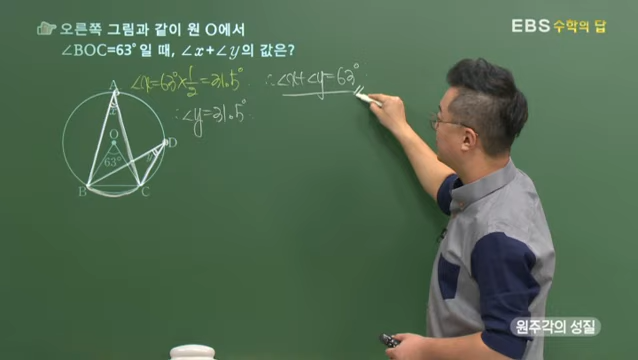 오른쪽 그림과 같이 원 O에서
∠BOC=63°일 때, ∠x+∠y의 값은?
EBS 수학의 답
∠x=63°×1/2=31.5°
∴∠x+∠y=63°
∴∠y=31.5°
A
O
D
63°
B
C
원주각의 성질